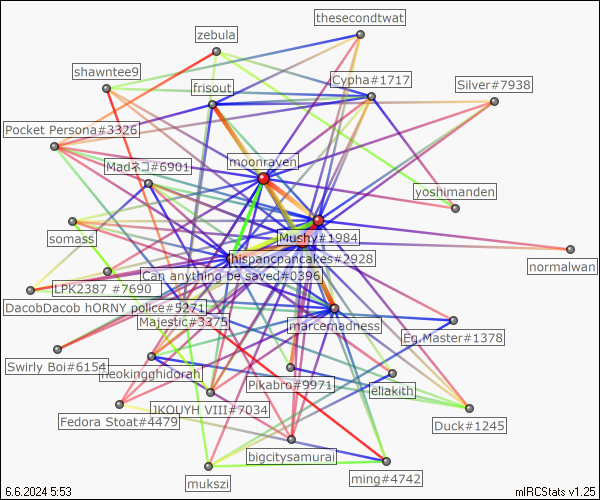 thesecondtwat
zebula
shawntee9
Cypha#1717
frisout
Silver#7938
Pocket Persona#3326
moonraven
Madネコ#6901
yoshimanden
somass
Mushy#1984
hispanopancakes#2928
normalwan
Can anything be saved#0396
LPK2387 #7690
DacobDacob hORNY police#5271
Majestic#3375
marcemadness
Eg.Master#1378
Swirly Boi#6154
neokingghidorah
Pikabro#9971
eliakith
JKOUYH VIII#7034
Fedora Stoat#4479
Duck#1245
bigcitysamurai
ming#4742
mukszi
6.6.2024 5:53
mIRCStats v1.25